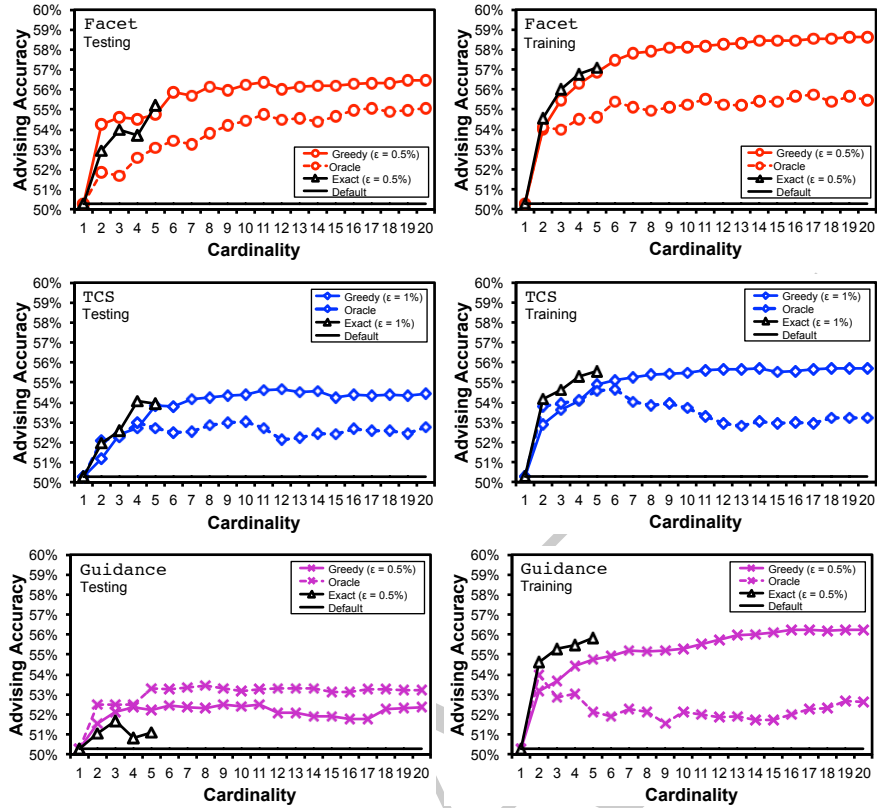 Facet
Testing
Advising Accuracy
60%
59%
58%
57%
56%
55%
54%
53%
52%
51%
50%
Greedy (ε = 0.5%)
Oracle
Exact (ε = 0.5%)
Default
1 2 3 4 5 6 7 8 9 10 11 12 13 14 15 16 17 18 19 20
Cardinality
Facet
Training
Advising Accuracy
60%
59%
58%
57%
56%
55%
54%
53%
52%
51%
50%
Greedy (ε = 0.5%)
Oracle
Exact (ε = 0.5%)
Default
1 2 3 4 5 6 7 8 9 10 11 12 13 14 15 16 17 18 19 20
Cardinality
TCS
Testing
Advising Accuracy
60%
59%
58%
57%
56%
55%
54%
53%
52%
51%
50%
Greedy (ε = 1%)
Oracle
Exact (ε = 1%)
Default
1 2 3 4 5 6 7 8 9 10 11 12 13 14 15 16 17 18 19 20
Cardinality
TCS
Training
Advising Accuracy
60%
59%
58%
57%
56%
55%
54%
53%
52%
51%
50%
Greedy (ε = 1%)
Oracle
Exact (ε = 1%)
Default
1 2 3 4 5 6 7 8 9 10 11 12 13 14 15 16 17 18 19 20
Cardinality
Guidance
Testing
Advising Accuracy
60%
59%
58%
57%
56%
55%
54%
53%
52%
51%
50%
Greedy (ε = 0.5%)
Oracle
Exact (ε = 0.5%)
Default
1 2 3 4 5 6 7 8 9 10 11 12 13 14 15 16 17 18 19 20
Cardinality
Guidance
Training
Advising Accuracy
60%
59%
58%
57%
56%
55%
54%
53%
52%
51%
50%
Greedy (ε = 0.5%)
Oracle
Exact (ε = 0.5%)
Default
1 2 3 4 5 6 7 8 9 10 11 12 13 14 15 16 17 18 19 20
Cardinality